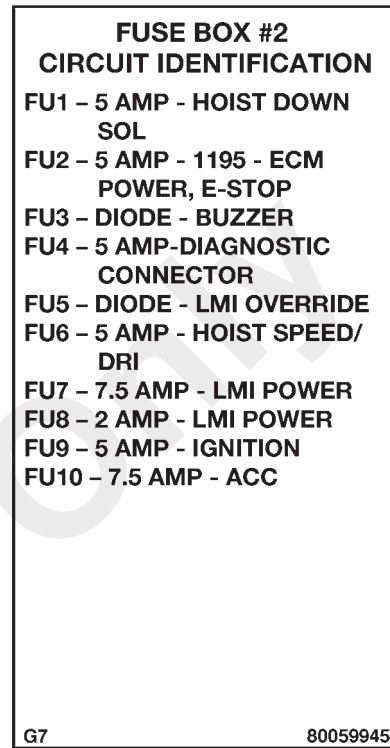 FUSE BOX #2
CIRCUIT IDENTIFICATION
FU1 – 5 AMP - HOIST DOWN
SOL
FU2 – 5 AMP - 1195 - ECM
POWER, E-STOP
FU3 – DIODE - BUZZER
FU4 – 5 AMP-DIAGNOSTIC
CONNECTOR
FU5 – DIODE - LMI OVERRIDE
FU6 – 5 AMP - HOIST SPEED/
DRI
FU7 – 7.5 AMP - LMI POWER
FU8 – 2 AMP - LMI POWER
FU9 – 5 AMP - IGNITION
FU10 – 7.5 AMP - ACC
Only
G7 80059945